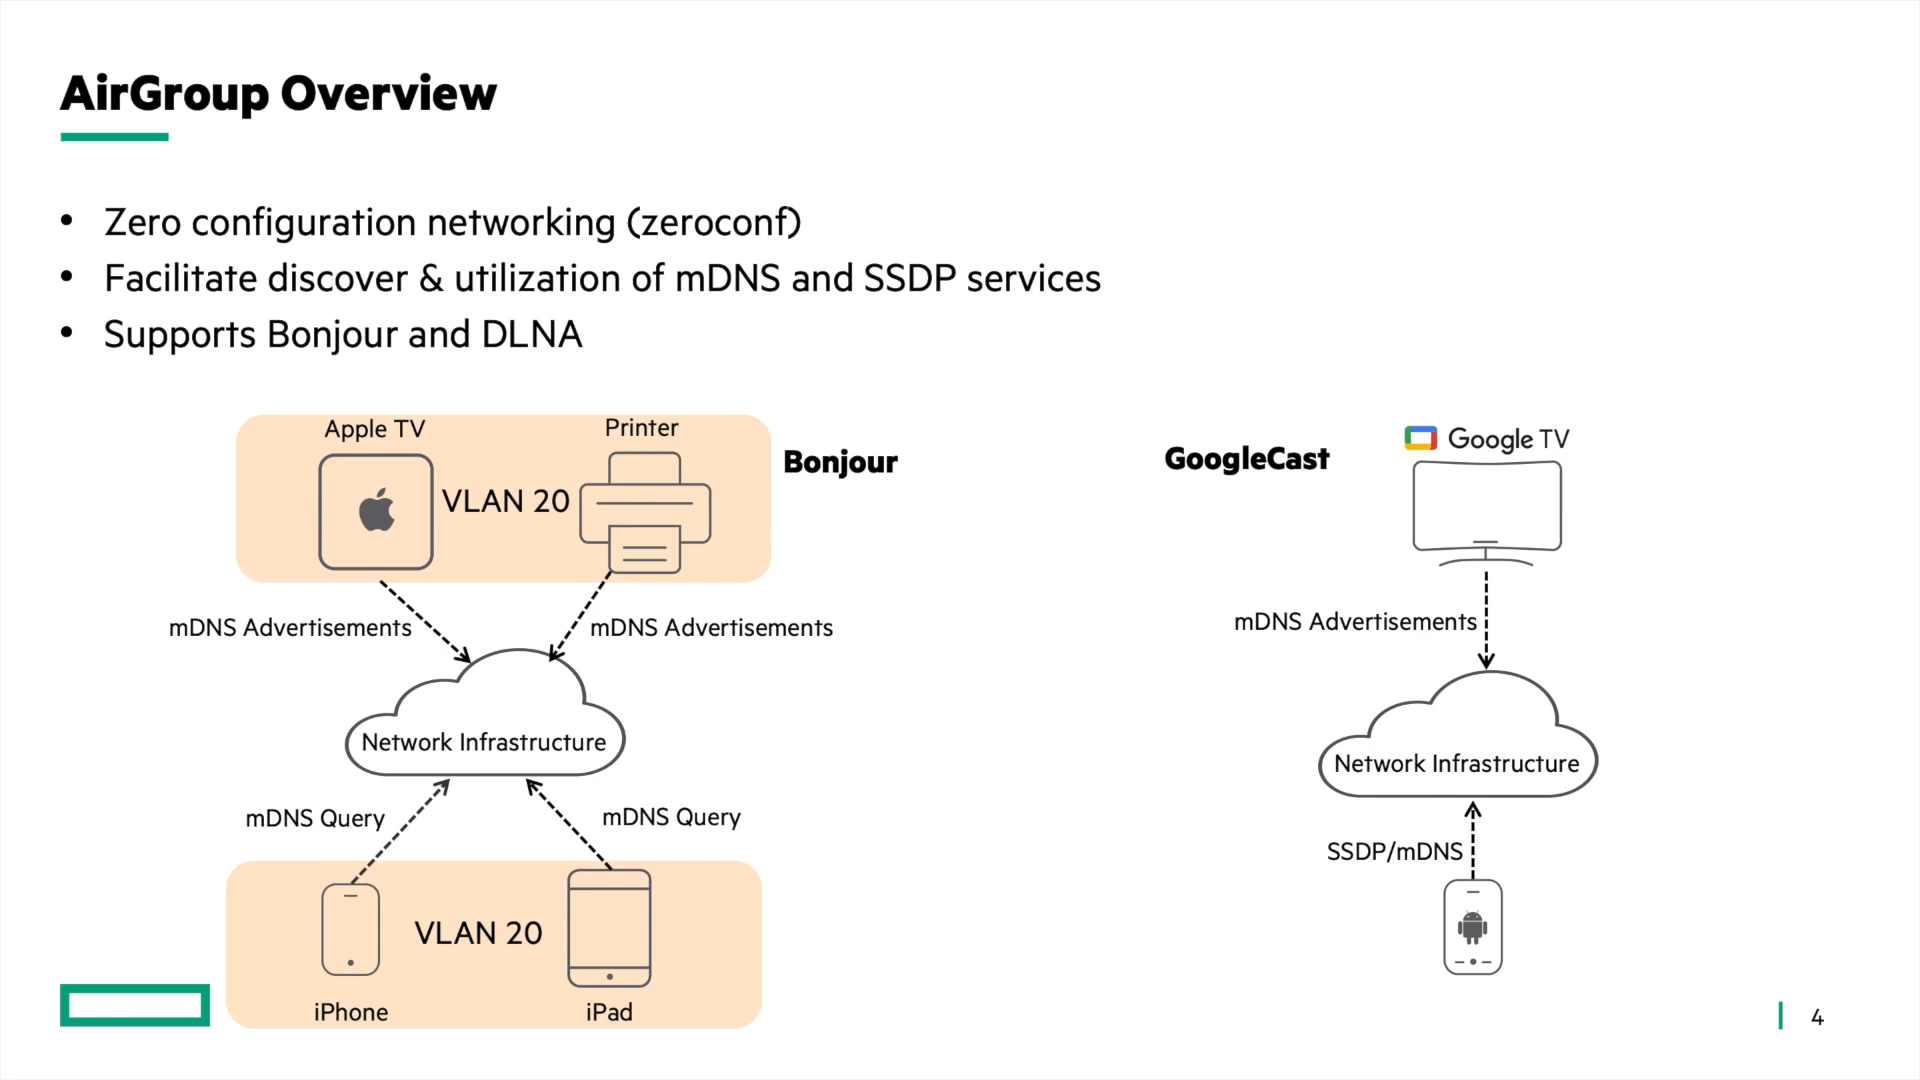 AirGroup Overview
• Zero configuration networking (zeroconf)
• Facilitate discover & utilization of mDNS and SSDP services
• Supports Bonjour and DLNA
Apple TV
Printer
VLAN 20
Bonjour
mDNS Advertisements
mDNS Advertisements
Network Infrastructure
mDNS Query
mDNS Query
VLAN 20
iPhone
iPad
GoogleCast
Google TV
mDNS Advertisements
Network Infrastructure
SSDP/mDNS
4